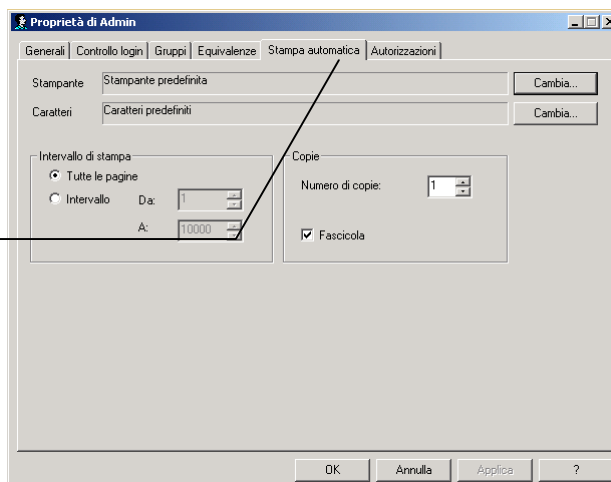 Proprietà di Admin
Generali Controllo login Gruppi Equivalenze Stampa automatica Autorizzazioni
Stampante Stampante predefinita Cambia...
Caratteri Caratteri predefiniti Cambia...
Intervallo di stampa
Tutte le pagine
Intervallo Da: 1
A: 10000
Copie
Numero di copie: 1
Fascicola
OK Annulla Applica ?